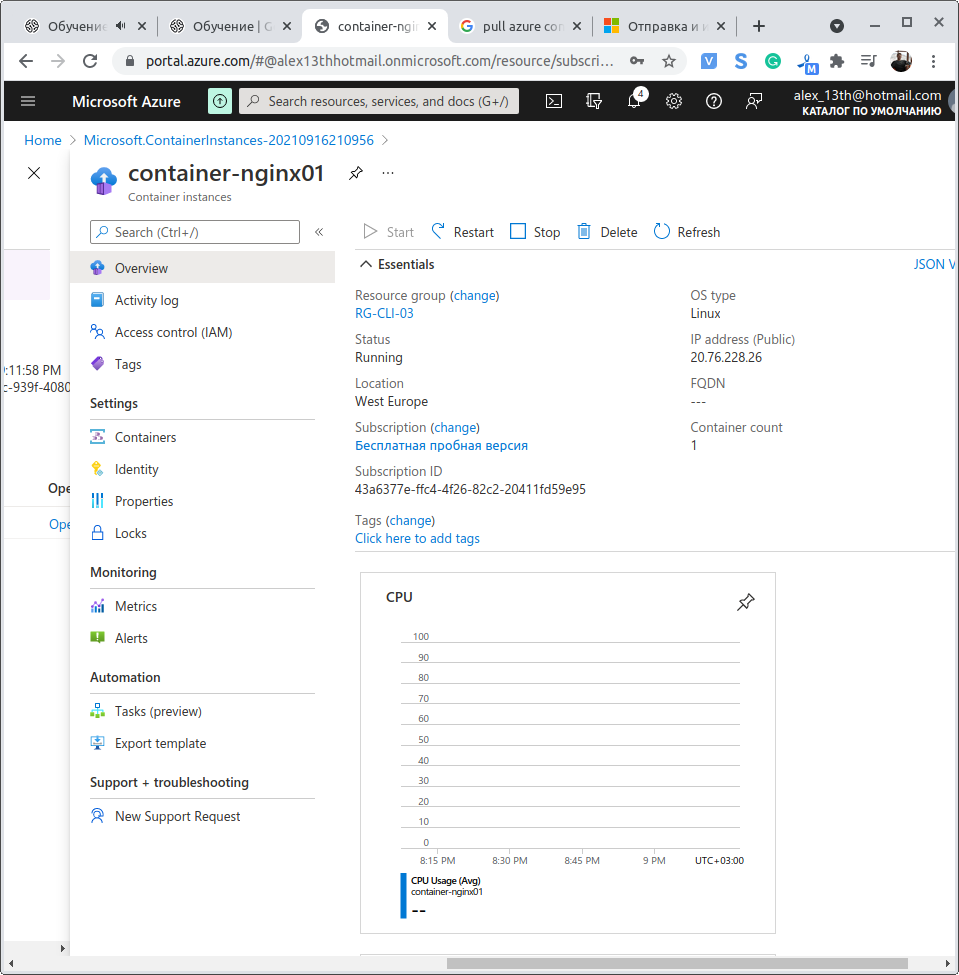 Обучение
Обучение | G
container-ngi
pull azure con
Отправка и и
portal.azure.com/#@alex13thhotmail.onmicrosoft.com/resource/subscri...
Microsoft Azure
Search resources, services, and docs (G+/)
4
alex_13th@hotmail.com
КАТАЛОГ ПО УМОЛЧАНИЮ
Home > Microsoft.ContainerInstances-20210916210956 >
container-nginx01
Container instances
Search (Ctrl+/)
«
Start
Restart
Stop
Delete
Refresh
Overview
Activity log
Access control (IAM)
Tags
Settings
Containers
Identity
Properties
Locks
Monitoring
Metrics
Alerts
Automation
Tasks (preview)
Export template
Support + troubleshooting
New Support Request
:11:58 PM
c-939f-4080
Ope
Ope
Essentials
JSON V
Resource group (change)
RG-CLI-03
Status
Running
Location
West Europe
Subscription (change)
Бесплатная пробная версия
Subscription ID
43a6377e-ffc4-4f26-82c2-20411fd59e95
Tags (change)
Click here to add tags
OS type
Linux
IP address (Public)
20.76.228.26
FQDN
---
Container count
1
CPU
100
90
80
70
60
50
40
30
20
10
0
8:15 PM
8:30 PM
8:45 PM
9 PM
UTC+03:00
CPU Usage (Avg)
container-nginx01
--